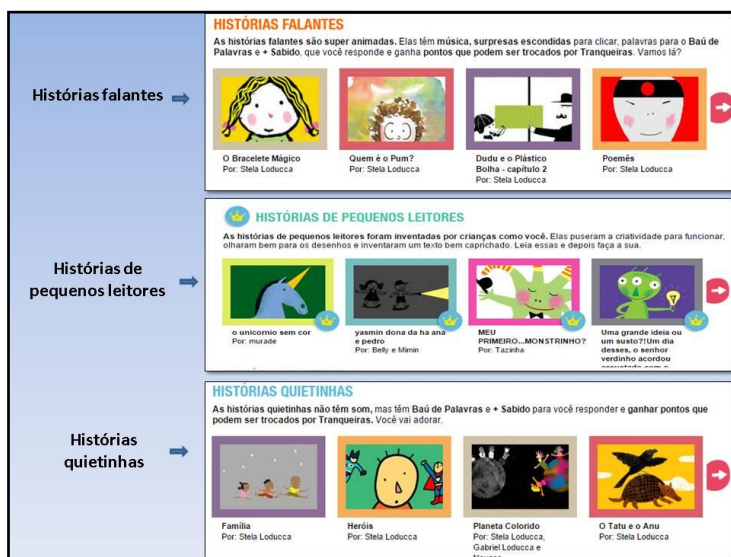 Histórias falantes
HISTÓRIAS FALANTES
As histórias falantes são super animadas. Elas têm música, surpresas escondidas para clicar, palavras para o Baú de
Palavras e + Sabido, que você responde e ganha pontos que podem ser trocados por Tranqueiras. Vamos lá?
O Bracelete Mágico
Por: Stela Loducca
Quem é o Pum?
Por: Stela Loducca
Dudu e o Plástico
Bolha - capítulo 2
Por: Stela Loducca
Poemês
Por: Stela Loducca
Histórias de
pequenos leitores
HISTÓRIAS DE PEQUENOS LEITORES
As histórias de pequenos leitores foram inventadas por crianças como você. Elas puseram a criatividade para funcionar,
olharam bem para os desenhos e inventaram um texto bem caprichado. Leia essas e depois faça a sua.
o unicornio sem cor
Por: murade
yasmin dona da ha ana
e pedro
Por: Belly e Mimin
MEU
PRIMEIRO...MONSTRINHO?
Por: Tazinha
Uma grande ideia ou
um susto?!Um dia
desses, o senhor
verdinho acordou
Histórias
quietinhas
HISTÓRIAS QUIETINHAS
As histórias quietinhas não têm som, mas têm Baú de Palavras e + Sabido para você responder e ganhar pontos que
podem ser trocados por Tranqueiras. Você vai adorar.
Família
Por: Stela Loducca
Heróis
Por: Stela Loducca
Planeta Colorido
Por: Stela Loducca,
Gabriel Loducca e
O Tatu e o Anu
Por: Stela Loducca